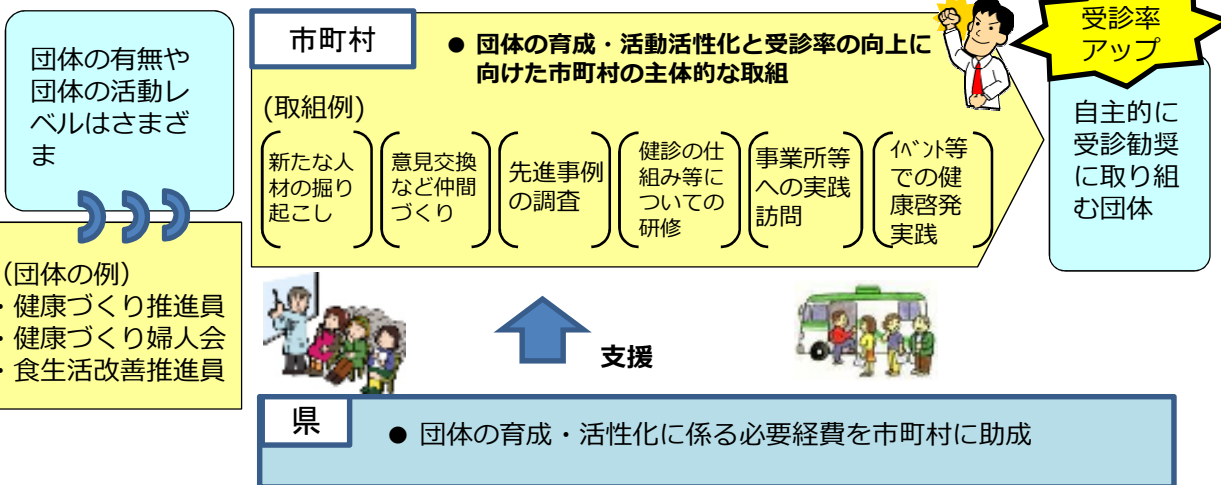 団体の有無や
団体の活動レ
ベルはさまざ
ま
(団体の例)
・健康づくり推進員
・健康づくり婦人会
・食生活改善推進員
市町村
● 団体の育成・活動活性化と受診率の向上に
向けた市町村の主体的な取組
(取組例)
新たな人
材の掘り
起こし
意見交換
など仲間
づくり
先進事例
の調査
健診の仕
組み等に
ついての
研修
事業所等
への実践
訪問
ｲﾍﾞﾝﾄ等
での健
康啓発
実践
受診率
アップ
自主的に
受診勧奨
に取り組
む団体
支援
県
● 団体の育成・活性化に係る必要経費を市町村に助成